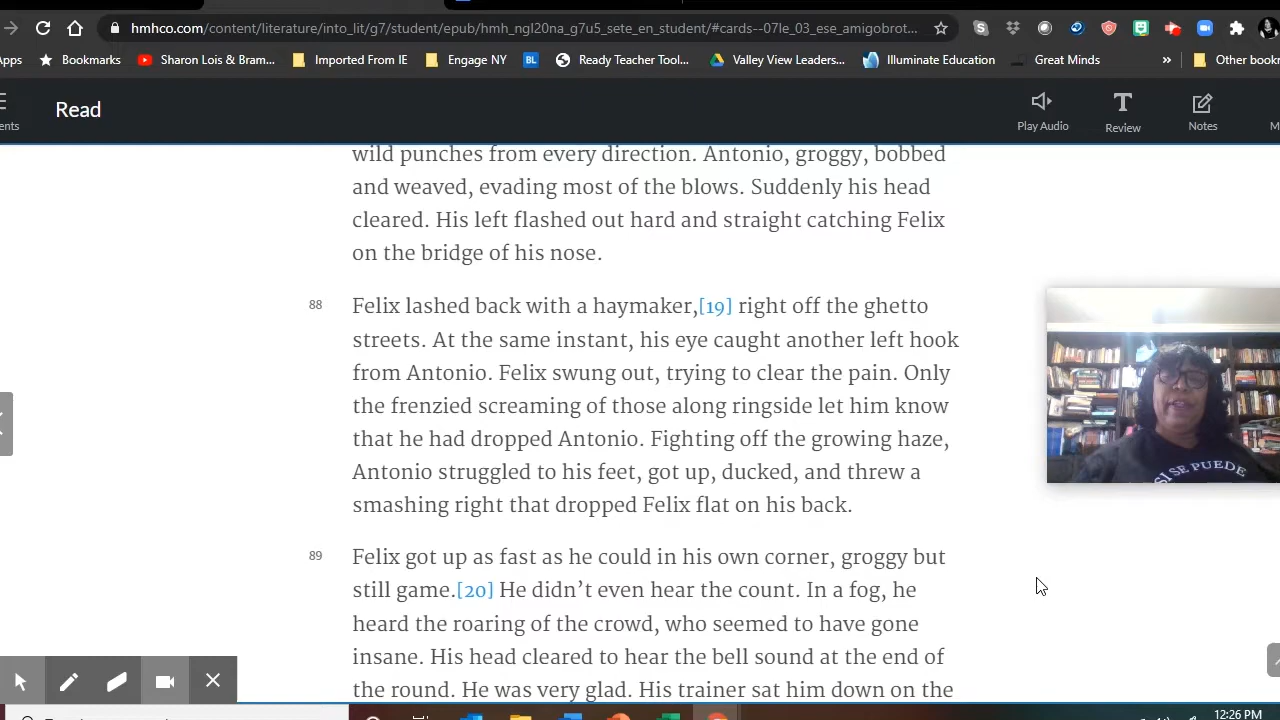 hmhco.com/content/literature/into_lit/g7/student/epub/hmh_ngl20na_g7u5_sete_en_student/#cards--07le_03_ese_amigobrot...
Apps Bookmarks Sharon Lois & Bram... Imported From IE Engage NY BL Ready Teacher Tool... Valley View Leaders... Illuminate Education Great Minds » Other bookr
ents Read Play Audio Review Notes M
wild punches from every direction. Antonio, groggy, bobbed
and weaved, evading most of the blows. Suddenly his head
cleared. His left flashed out hard and straight catching Felix
on the bridge of his nose.
88 Felix lashed back with a haymaker,[19] right off the ghetto
streets. At the same instant, his eye caught another left hook
from Antonio. Felix swung out, trying to clear the pain. Only
the frenzied screaming of those along ringside let him know
that he had dropped Antonio. Fighting off the growing haze,
Antonio struggled to his feet, got up, ducked, and threw a
smashing right that dropped Felix flat on his back.
SI SE PUEDE
89 Felix got up as fast as he could in his own corner, groggy but
still game.[20] He didn’t even hear the count. In a fog, he
heard the roaring of the crowd, who seemed to have gone
insane. His head cleared to hear the bell sound at the end of
the round. He was very glad. His trainer sat him down on the
12:26 PM